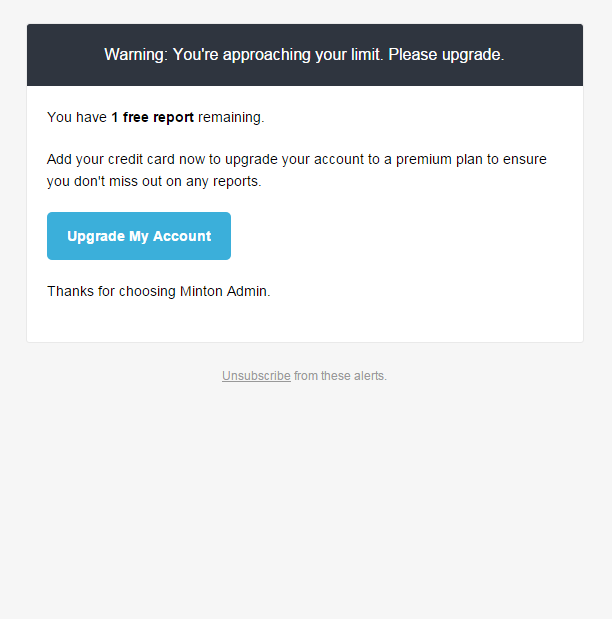 Warning: You're approaching your limit. Please upgrade.
You have 1 free report remaining.
Add your credit card now to upgrade your account to a premium plan to ensure
you don't miss out on any reports.
Upgrade My Account
Thanks for choosing Minton Admin.
Unsubscribe from these alerts.